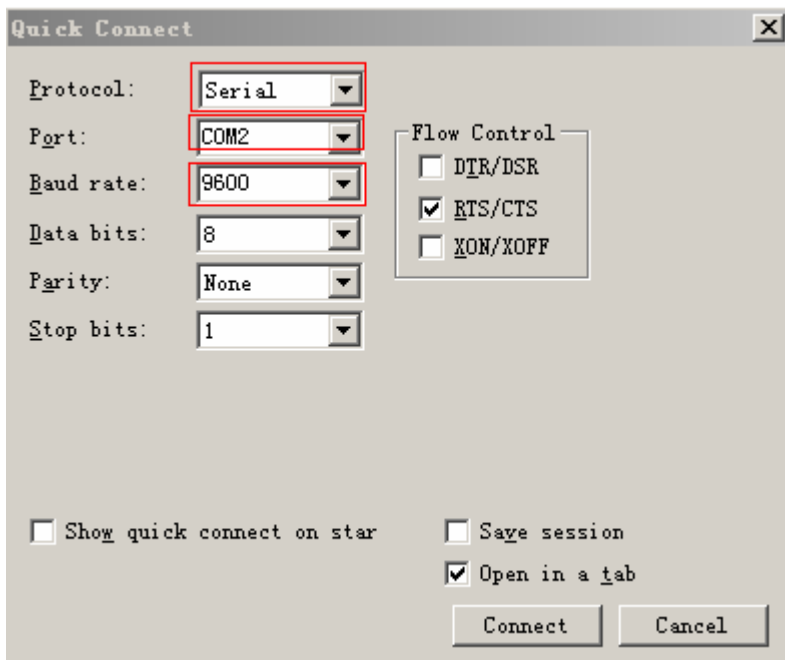 Quick Connect
Protocol: Serial
Port: COM2
Baud rate: 9600
Data bits: 8
Parity: None
Stop bits: 1
Flow Control
DTR/DSR
RTS/CTS
XON/XOFF
Show quick connect on star
Save session
Open in a tab
Connect Cancel